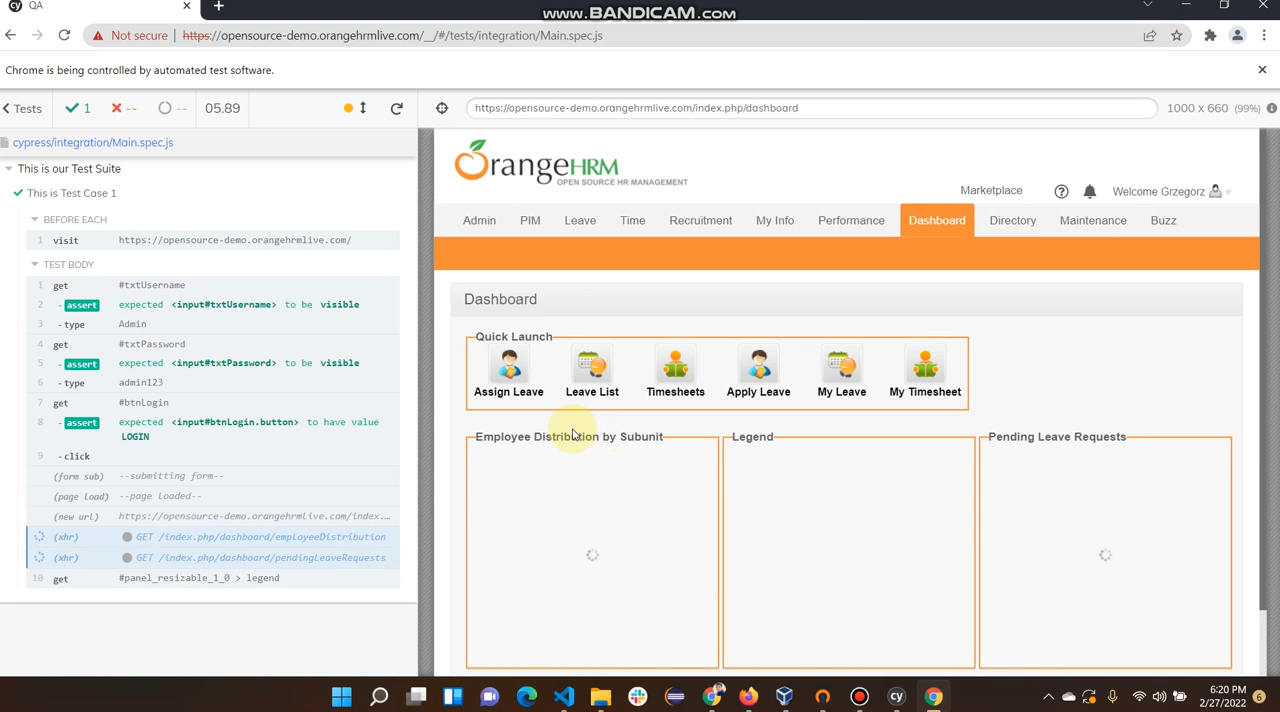 www.BANDICAM.com
QA
Not secure | https://opensource-demo.orangehrmlive.com/__/#/tests/integration/Main.spec.js
Chrome is being controlled by automated test software.
Tests 1 -- -- 05.89
https://opensource-demo.orangehrmlive.com/index.php/dashboard 1000 x 660 (99%)
cypress/integration/Main.spec.js
This is our Test Suite
This is Test Case 1
BEFORE EACH
1 visit https://opensource-demo.orangehrmlive.com/
TEST BODY
1 get #txtUsername
2 -assert expected <input#txtUsername> to be visible
3 -type Admin
4 get #txtPassword
5 -assert expected <input#txtPassword> to be visible
6 -type admin123
7 get #btnLogin
8 -assert expected <input#btnLogin.button> to have value
LOGIN
9 -click
(form sub) --submitting form--
(page load) --page loaded--
(new url) https://opensource-demo.orangehrmlive.com/index....
(xhr) GET /index.php/dashboard/employeeDistribution
(xhr) GET /index.php/dashboard/pendingLeaveRequests
10 get #panel_resizable_1_0 > legend
OrangeHRM
OPEN SOURCE HR MANAGEMENT
Marketplace Welcome Grzegorz
Admin PIM Leave Time Recruitment My Info Performance Dashboard Directory Maintenance Buzz
Dashboard
Quick Launch
Assign Leave Leave List Timesheets Apply Leave My Leave My Timesheet
Employee Distribution by Subunit Legend Pending Leave Requests
cy
6:20 PM
2/27/2022 6